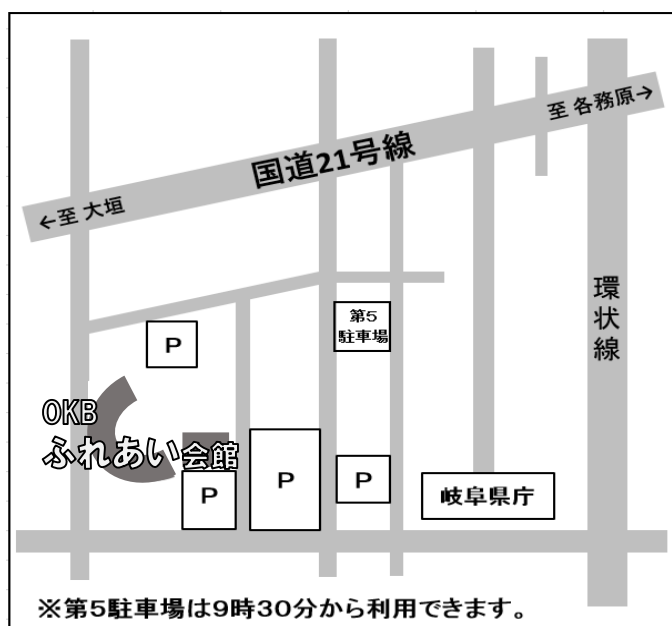 至 各務原→
国道21号線
←至 大垣
環状線
第5
駐車場
P
OKB
ふれあい会館
P
P
P
岐阜県庁
※第5駐車場は9時30分から利用できます。